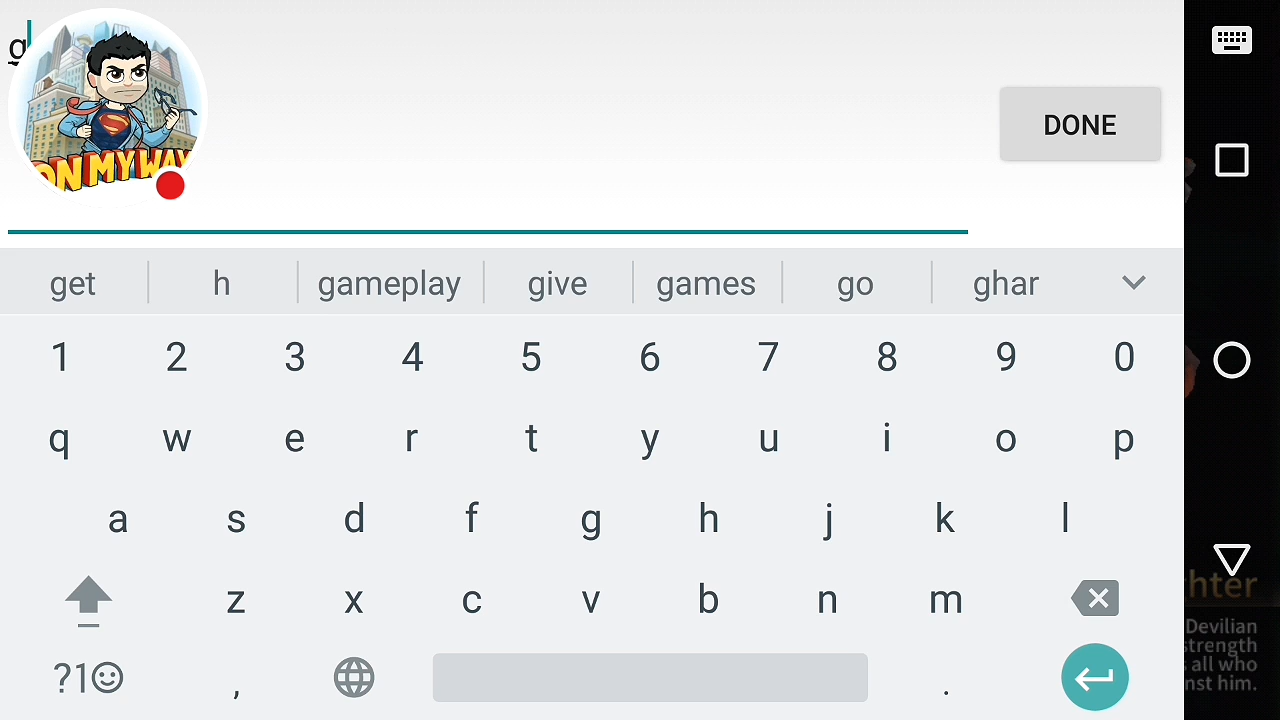 g
ON MY WAY
DONE
get h gameplay give games go ghar
1 2 3 4 5 6 7 8 9 0
q w e r t y u i o p
a s d f g h j k l
z x c v b n m
?1☺ , .
hter
Devilian
strength
all who
nst him.